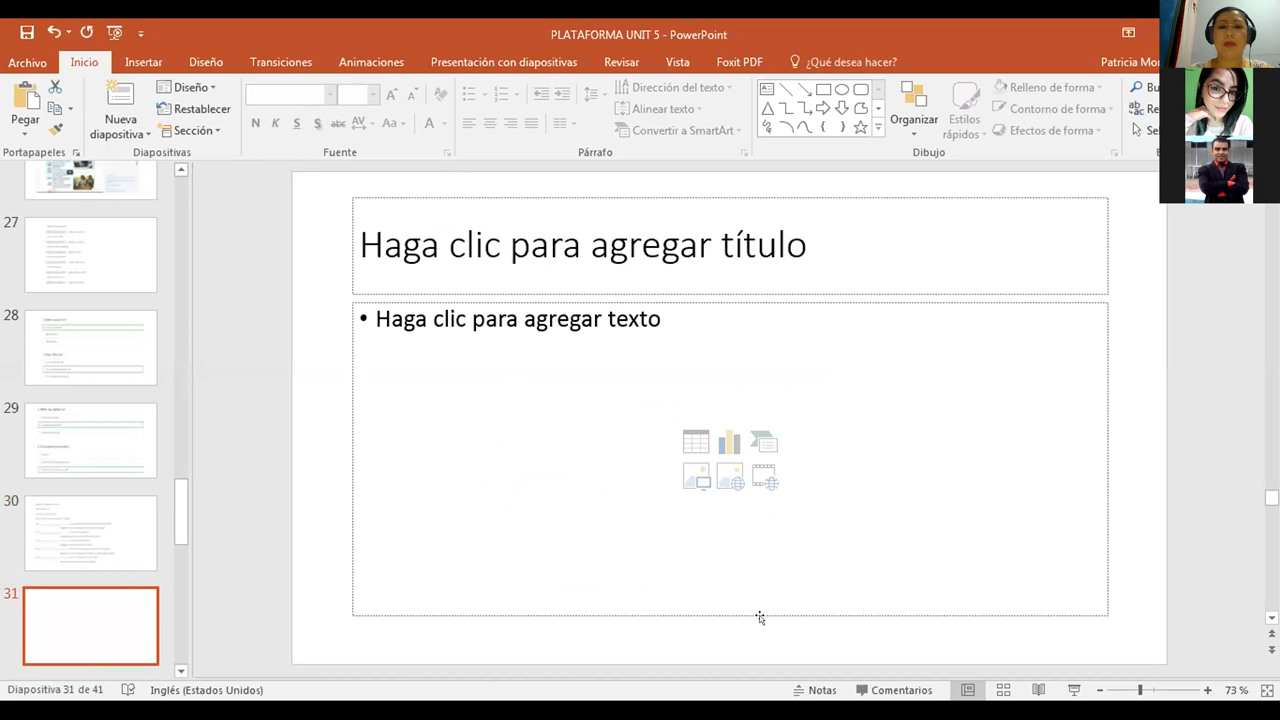 PLATAFORMA UNIT 5 - PowerPoint
Archivo Inicio Insertar Diseño Transiciones Animaciones Presentación con diapositivas Revisar Vista Foxit PDF ¿Qué desea hacer? Patricia
Pegar
Nueva
diapositiva
Diseño
Restablecer
Sección
N K S abc AV Aa A
Dirección del texto
Alinear texto
Convertir a SmartArt
Organizar
Estilos
rápidos
Relleno de forma
Contorno de forma
Efectos de forma
Portapapeles Diapositivas Fuente Párrafo Dibujo
27
28
29
30
31
Haga clic para agregar título
• Haga clic para agregar texto
Diapositiva 31 de 41 Inglés (Estados Unidos) Notas Comentarios 73 %